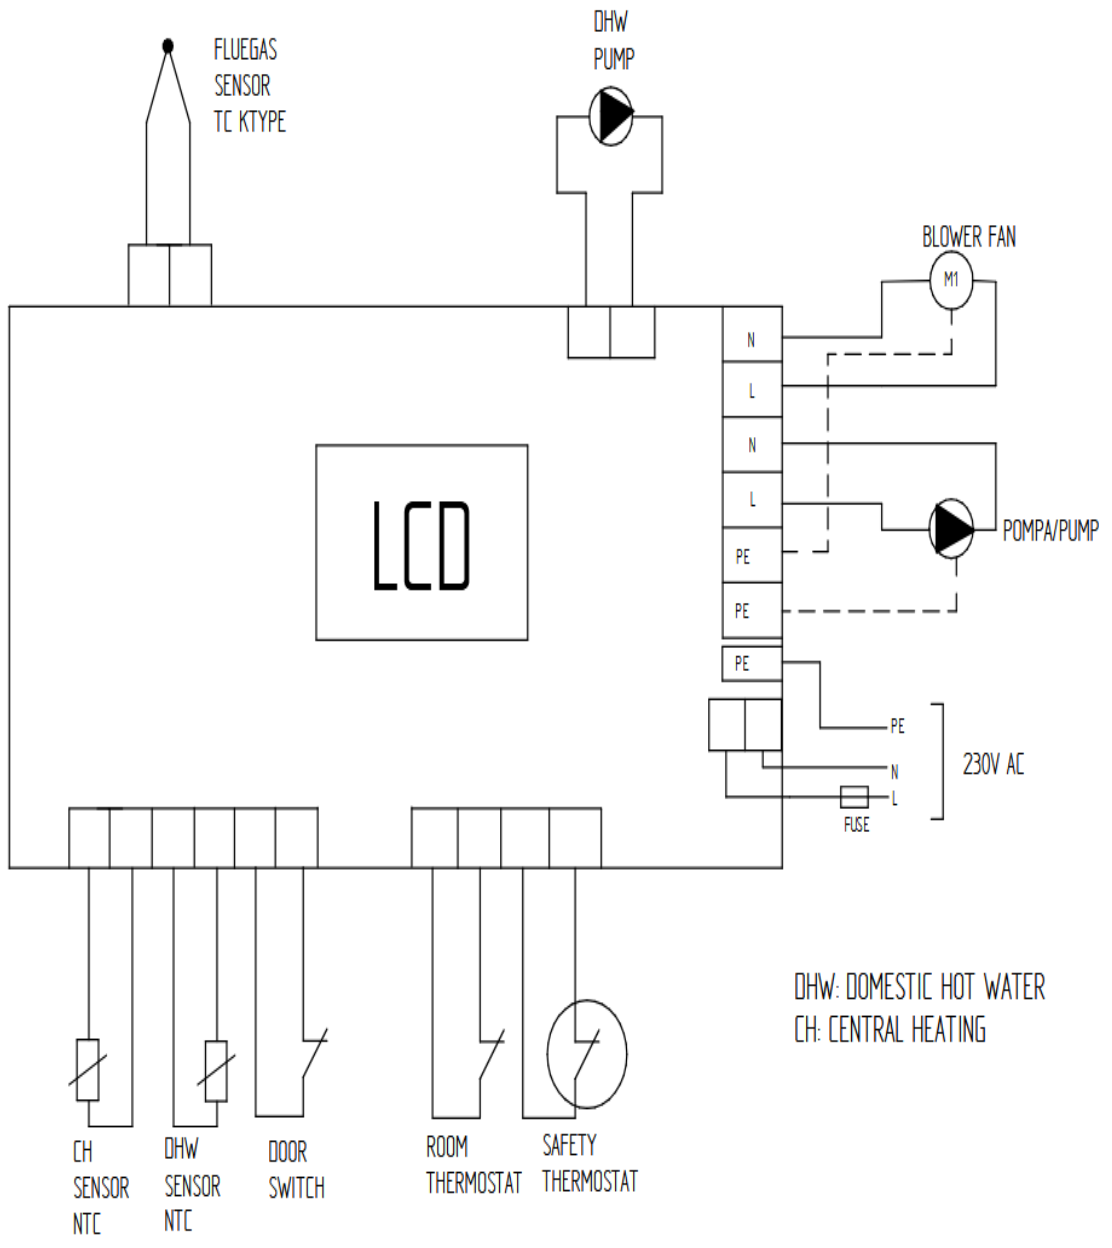 FLUEGAS
SENSOR
TC KTYPE
DHW
PUMP
BLOWER FAN
M1
N
L
N
L
PE
PE
PE
POMPA/PUMP
LCD
PE
N
L
230V AC
FUSE
DHW: DOMESTIC HOT WATER
CH: CENTRAL HEATING
CH
SENSOR
NTC
DHW
SENSOR
NTC
DOOR
SWITCH
ROOM
THERMOSTAT
SAFETY
THERMOSTAT